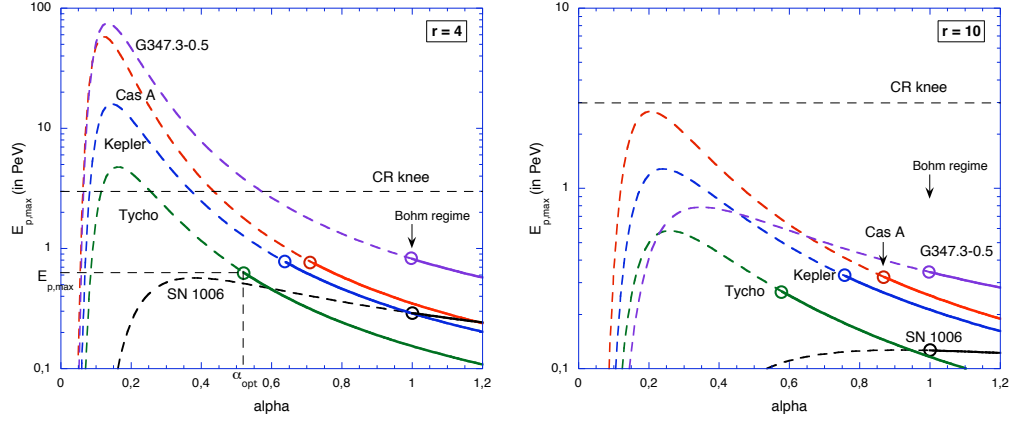 100
10
1
0,1
E_p,max (in PeV)
r = 4
G347.3-0.5
Cas A
Kepler
CR knee
Tycho
Bohm regime
E_p,max
SN 1006
0
0,2
0,4
0,6
0,8
1
1,2
α_opt
alpha
10
1
0,1
E_p,max (in PeV)
r = 10
CR knee
Bohm regime
Cas A
G347.3-0.5
Kepler
Tycho
SN 1006
0
0,2
0,4
0,6
0,8
1
1,2
alpha